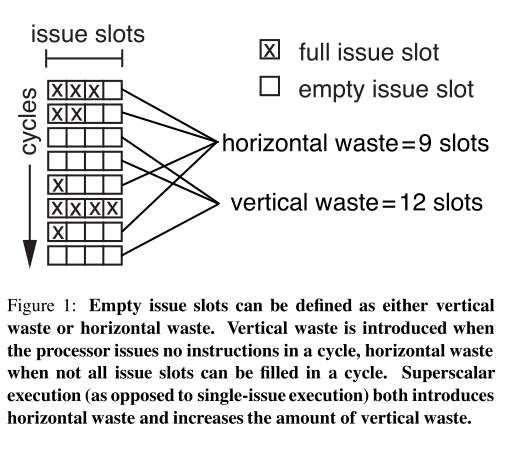 issue slots
x full issue slot
empty issue slot
cycles
x x x
x x
horizontal waste=9 slots
x
x x x x
vertical waste=12 slots
x
Figure 1: Empty issue slots can be defined as either vertical
waste or horizontal waste. Vertical waste is introduced when
the processor issues no instructions in a cycle, horizontal waste
when not all issue slots can be filled in a cycle. Superscalar
execution (as opposed to single-issue execution) both introduces
horizontal waste and increases the amount of vertical waste.